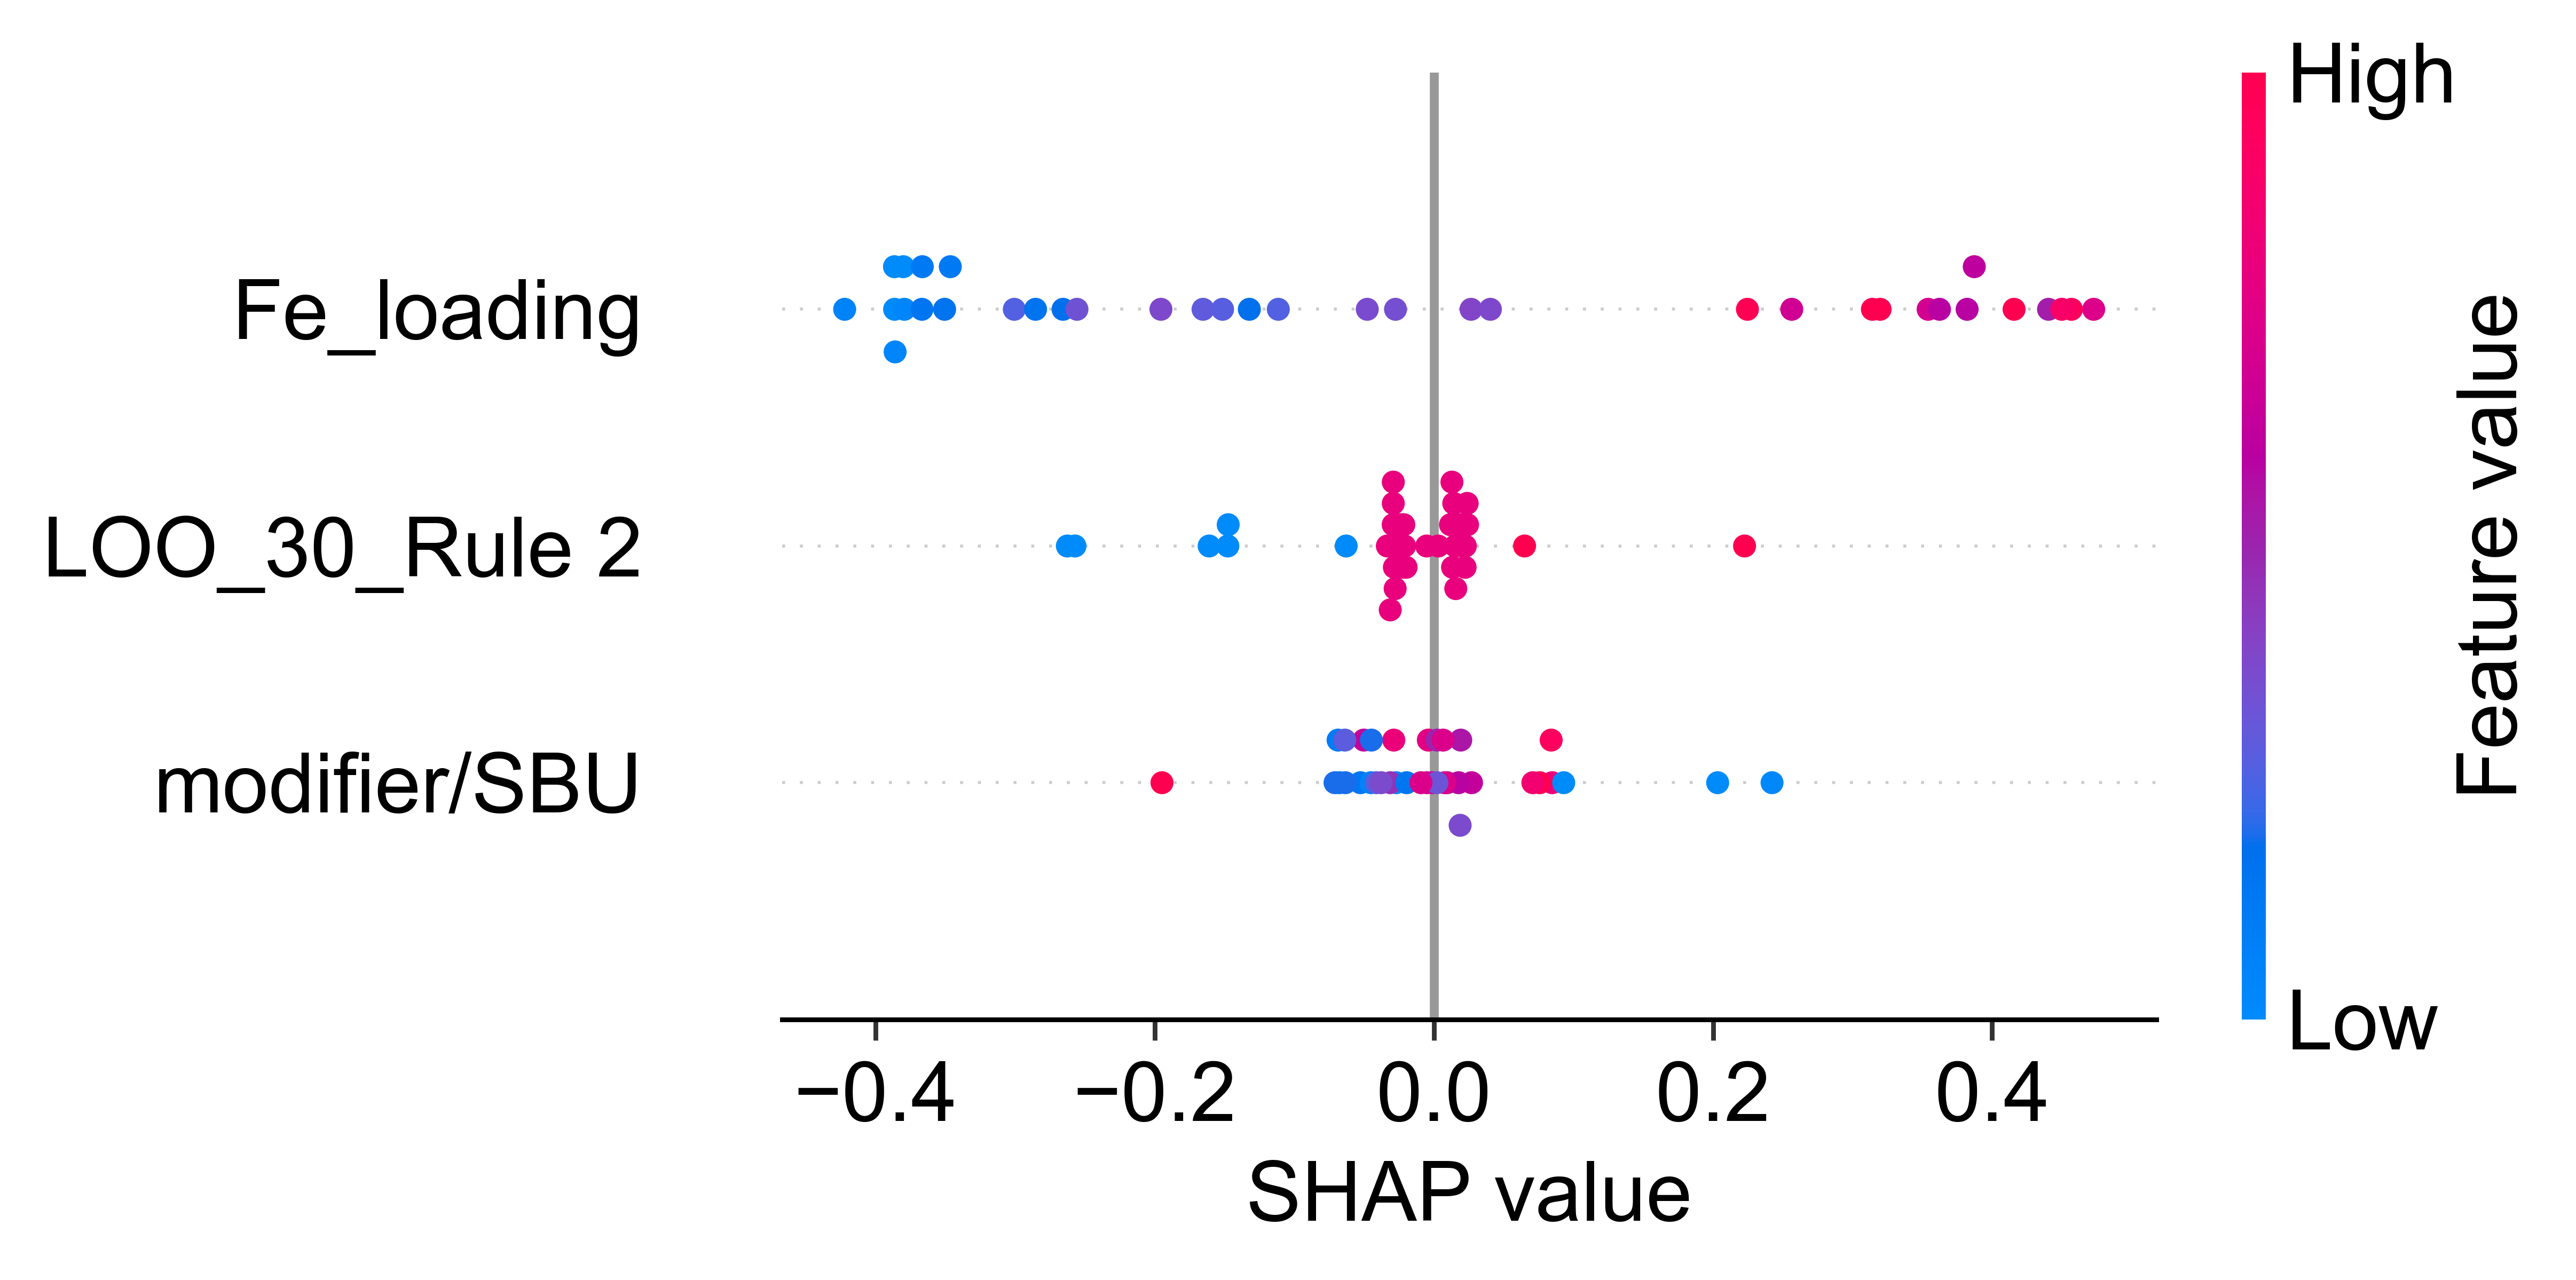 High
Fe_loading
LOO_30_Rule 2
modifier/SBU
Feature value
Low
−0.4 −0.2 0.0 0.2 0.4
SHAP value